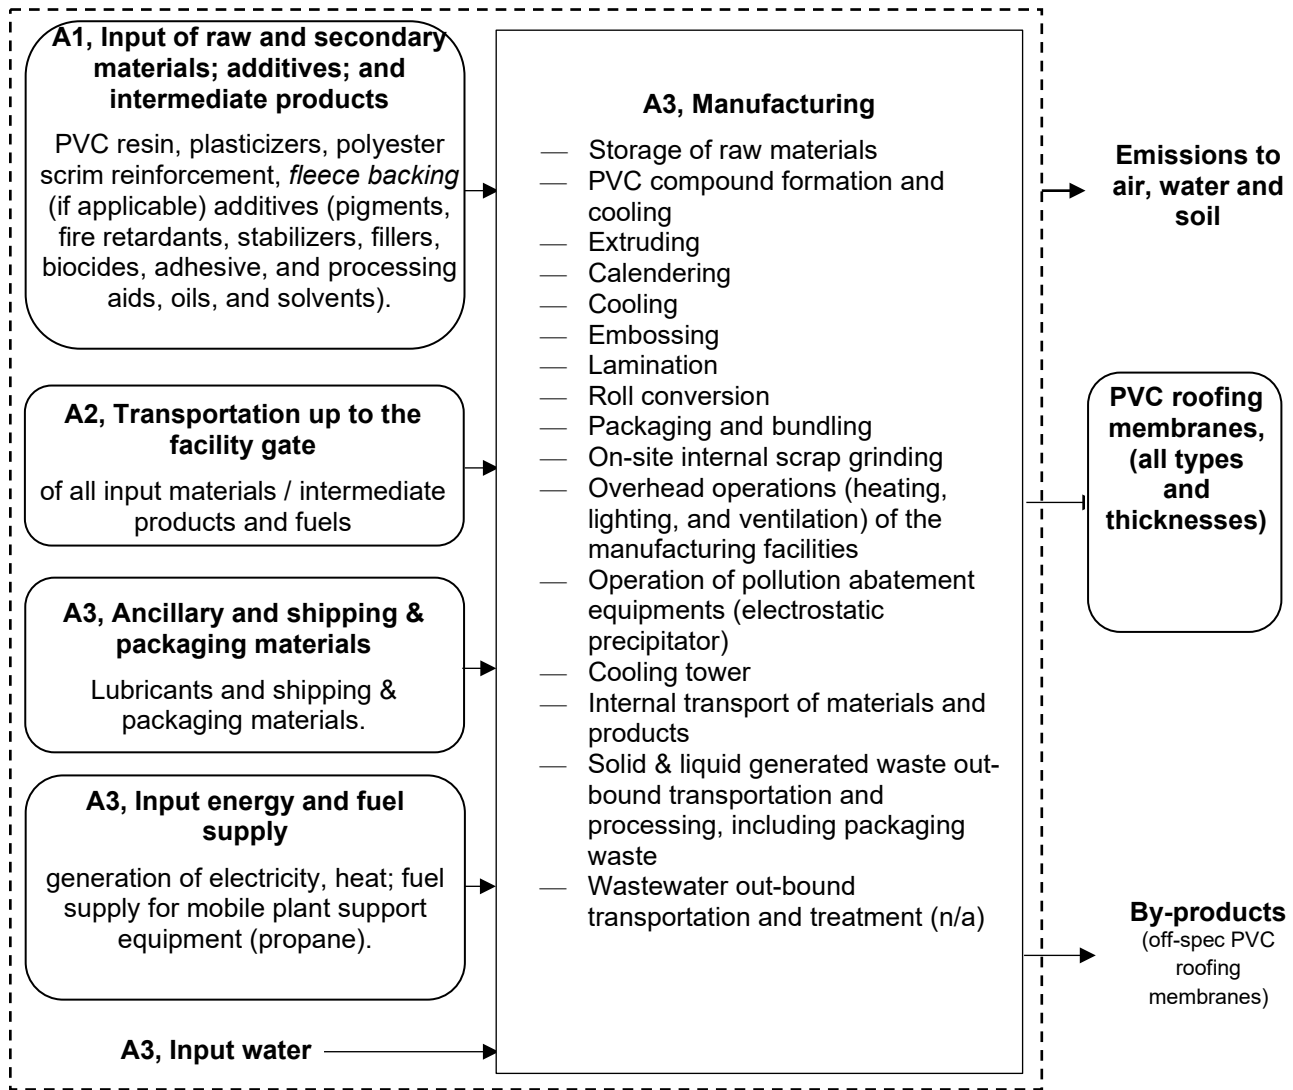 A1, Input of raw and secondary
materials; additives; and
intermediate products
PVC resin, plasticizers, polyester
scrim reinforcement, fleece backing
(if applicable) additives (pigments,
fire retardants, stabilizers, fillers,
biocides, adhesive, and processing
aids, oils, and solvents).
A2, Transportation up to the
facility gate
of all input materials / intermediate
products and fuels
A3, Ancillary and shipping &
packaging materials
Lubricants and shipping &
packaging materials.
A3, Input energy and fuel
supply
generation of electricity, heat; fuel
supply for mobile plant support
equipment (propane).
A3, Input water
A3, Manufacturing
— Storage of raw materials
— PVC compound formation and
cooling
— Extruding
— Calendering
— Cooling
— Embossing
— Lamination
— Roll conversion
— Packaging and bundling
— On-site internal scrap grinding
— Overhead operations (heating,
lighting, and ventilation) of the
manufacturing facilities
— Operation of pollution abatement
equipments (electrostatic
precipitator)
— Cooling tower
— Internal transport of materials and
products
— Solid & liquid generated waste out-
bound transportation and
processing, including packaging
waste
— Wastewater out-bound
transportation and treatment (n/a)
Emissions to
air, water and
soil
PVC roofing
membranes,
(all types
and
thicknesses)
By-products
(off-spec PVC
roofing
membranes)